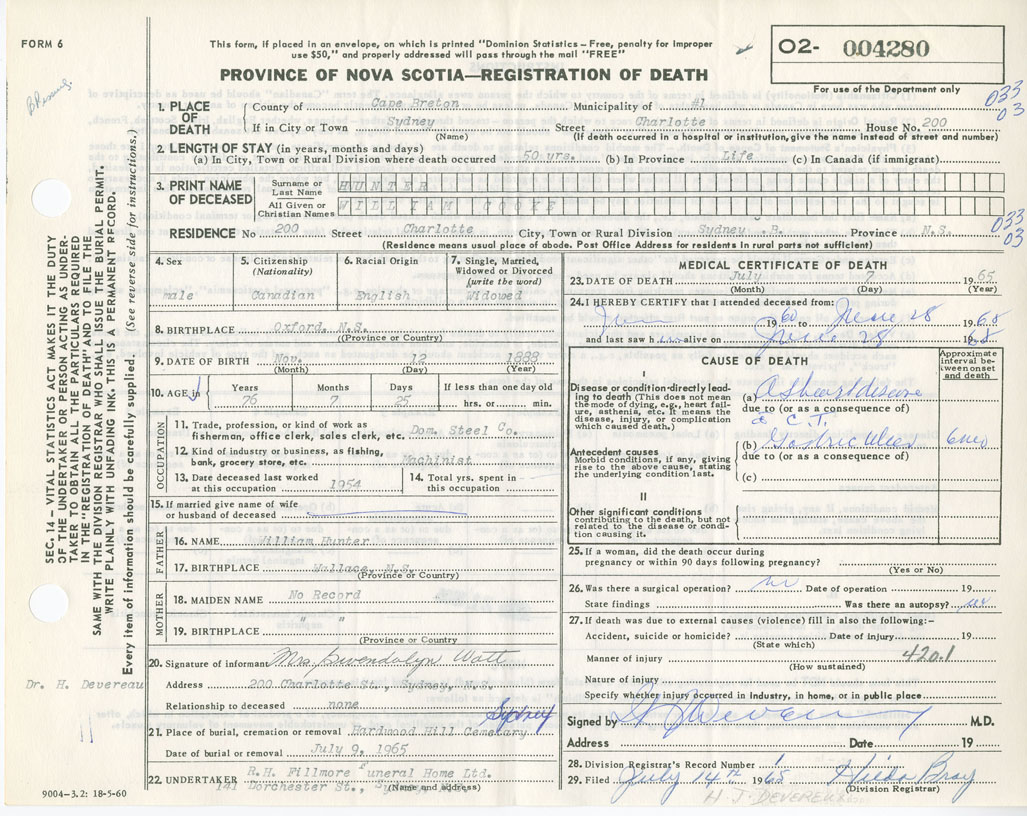 FORM 6
This form, if placed in an envelope, on which is printed "Dominion Statistics – Free, penalty for improper
use $50," and properly addressed will pass through the mail "FREE"
PROVINCE OF NOVA SCOTIA—REGISTRATION OF DEATH
02- 004280
For use of the Department only
033
03
1. PLACE OF DEATH
County of Cape Breton Municipality of #1
If in City or Town Sydney Street Charlotte House No. 200
(Name) (If death occurred in a hospital or institution, give the name instead of street and number)
2. LENGTH OF STAY (in years, months and days)
(a) In City, Town or Rural Division where death occurred 50 yrs. (b) In Province Life (c) In Canada (if immigrant)
3. PRINT NAME OF DECEASED
Surname or Last Name HUNTER
All Given or Christian Names WILLIAM COOKE
033
03
RESIDENCE No 200 Street Charlotte City, Town or Rural Division Sydney Province N.S.
(Residence means usual place of abode. Post Office Address for residents in rural parts not sufficient)
4. Sex
male
5. Citizenship (Nationality)
Canadian
6. Racial Origin
English
7. Single, Married, Widowed or Divorced (write the word)
Widowed
8. BIRTHPLACE Oxford, N.S.
(Province or Country)
9. DATE OF BIRTH Nov. 12 1888
(Month) (Day) (Year)
10. AGE in Years Months Days If less than one day old
76 7 25 hrs. or min.
OCCUPATION
11. Trade, profession, or kind of work as
fisherman, office clerk, sales clerk, etc. Dom. Steel Co.
12. Kind of industry or business, as fishing,
bank, grocery store, etc. Machinist
13. Date deceased last worked
at this occupation 1954
14. Total yrs. spent in
this occupation
15. If married give name of wife
or husband of deceased
FATHER
16. NAME William Hunter
17. BIRTHPLACE Wallace, N.S.
(Province or Country)
MOTHER
18. MAIDEN NAME No Record
19. BIRTHPLACE " "
(Province or Country
20. Signature of informant Mrs. Gwendolyn Watt
Address 200 Charlotte St., Sydney, N.S.
Relationship to deceased none
Sydney
21. Place of burial, cremation or removal Hardwood Hill Cemetary
Date of burial or removal July 9, 1965
22. UNDERTAKER R.H. Fillmore Funeral Home Ltd.
141 Dorchester St.,
(Name and address)
MEDICAL CERTIFICATE OF DEATH
23. DATE OF DEATH July 7 1965
(Month) (Day) (Year)
24. I HEREBY CERTIFY that I attended deceased from:
1960 to June 28 1965
and last saw h alive on June 28 19
CAUSE OF DEATH
Approximate interval between onset and death
I
Disease or condition directly leading
to death (This does not mean
the mode of dying, e.g., heart failure,
asthenia, etc. It means the
disease, injury, or complication
which caused death.)
(a) A S heart disease
due to (or as a consequence of)
Antecedent causes
Morbid conditions, if any, giving
rise to the above cause, stating
the underlying condition last.
(b) Gastric Ulcer
due to (or as a consequence of)
(c)
II
Other significant conditions
contributing to the death, but not
related to the disease or condition
causing it.
25. If a woman, did the death occur during
pregnancy or within 90 days following pregnancy?
(Yes or No)
26. Was there a surgical operation? no Date of operation 19
State findings Was there an autopsy?
27. If death was due to external causes (violence) fill in also the following:–
Accident, suicide or homicide? Date of injury 19
(State which)
420.1
Manner of injury
(How sustained)
Nature of injury
Specify whether injury occurred in industry, in home, or in public place
Signed by M.D.
Address Date 19
28. Division Registrar's Record Number 1
29. Filed July 14th 1965 Hilda Bray
(Division Registrar)
H J DEVEREUX
SEC. 14 – VITAL STATISTICS ACT MAKES IT THE DUTY
OF THE UNDERTAKER OR PERSON ACTING AS UNDER-
TAKER TO OBTAIN ALL THE PARTICULARS REQUIRED
IN THE "REGISTRATION OF DEATH" AND TO FILE THE
SAME WITH THE DIVISION REGISTRAR WHO SHALL ISSUE THE BURIAL PERMIT.
WRITE PLAINLY WITH UNFADING INK. THIS IS A PERMANENT RECORD.
Every item of information should be carefully supplied. (See reverse side for instructions.)
Dr. H. Devereau
9004-3.2: 18-5-60